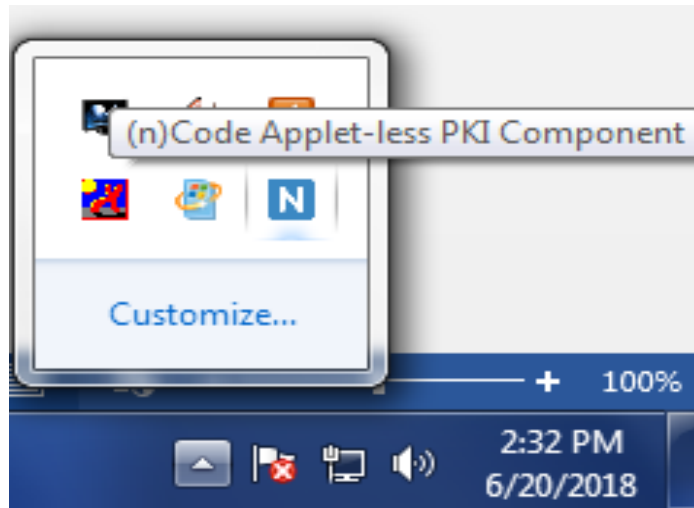 (n)Code Applet-less PKI Component
N
Customize...
100%
2:32 PM
6/20/2018